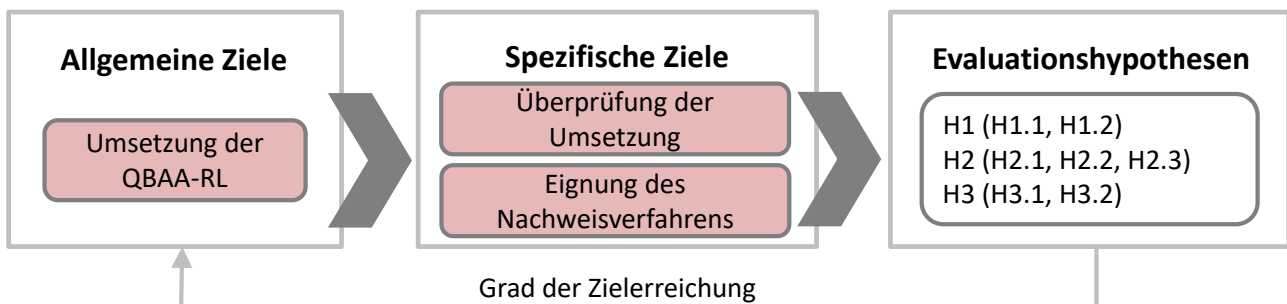 Allgemeine Ziele
Umsetzung der
QBAA-RL
Spezifische Ziele
Überprüfung der
Umsetzung
Eignung des
Nachweisverfahrens
Evaluationshypothesen
H1 (H1.1, H1.2)
H2 (H2.1, H2.2, H2.3)
H3 (H3.1, H3.2)
Grad der Zielerreichung